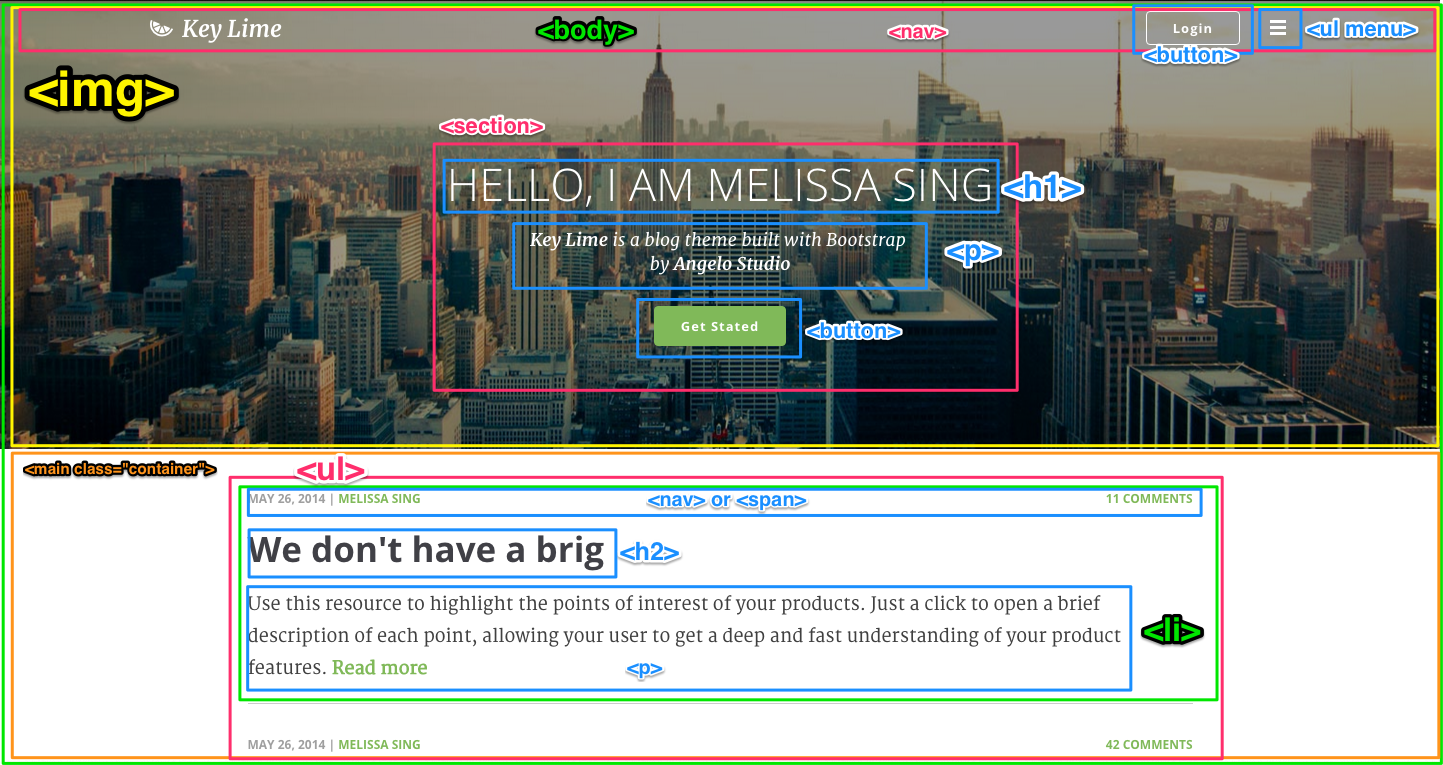 Key Lime
<body>
<nav>
Login
<ul menu>
<button>
<img>
<section>
HELLO, I AM MELISSA SING
<h1>
Key Lime is a blog theme built with Bootstrap
by Angelo Studio
<p>
Get Stated
<button>
<main class="container">
<ul>
MAY 26, 2014 | MELISSA SING
<nav> or <span>
11 COMMENTS
We don't have a brig
<h2>
Use this resource to highlight the points of interest of your products. Just a click to open a brief
description of each point, allowing your user to get a deep and fast understanding of your product
<li>
features. Read more
<p>
MAY 26, 2014 | MELISSA SING
42 COMMENTS